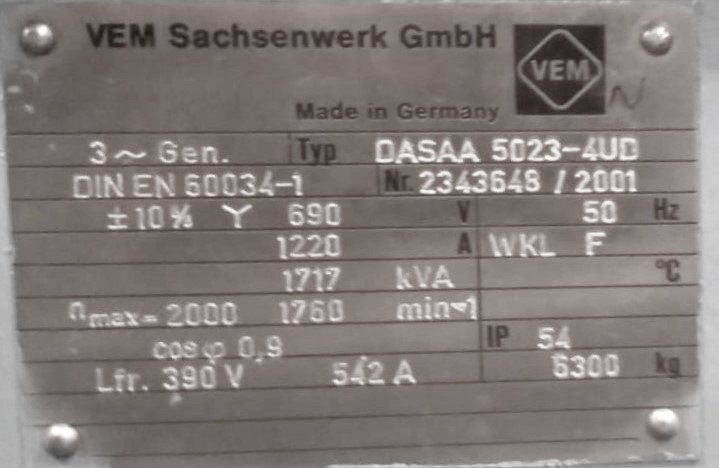 VEM Sachsenwerk GmbH
VEM
Made in Germany
3 ~ Gen. Typ DASAA 5023-4UD
DIN EN 60034-1 Nr. 2343648 / 2001
± 10 % Y 690 V 50 Hz
1220 A WKL F
1717 kVA °C
nmax= 2000 1760 min-1
cos φ 0,9 IP 54
Lfr. 390 V 542 A 6300 kg